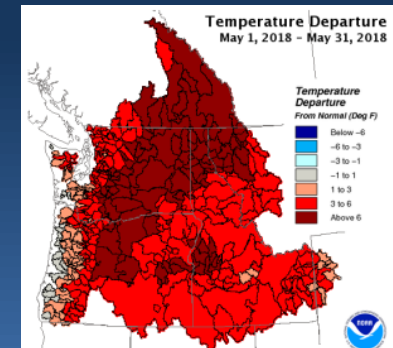 Temperature Departure
May 1, 2018 – May 31, 2018
Temperature
Departure
From Normal (Deg F)
Below −6
−6 to −3
−3 to −1
−1 to 1
1 to 3
3 to 6
Above 6